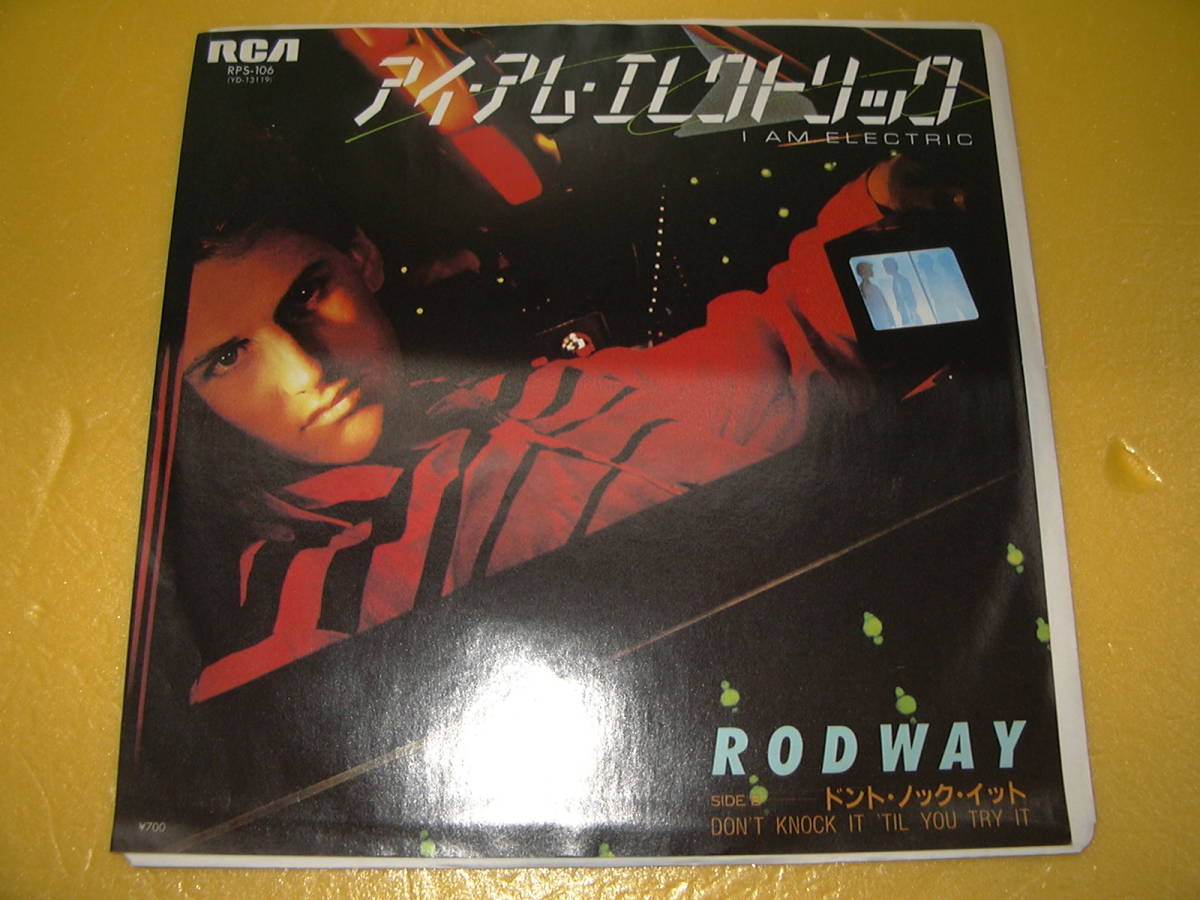 RCA
RPS-106
(YD-13119)
アイ・アム・エレクトリック
I AM ELECTRIC
RODWAY
SIDE B ドント・ノック・イット
DON'T KNOCK IT 'TIL YOU TRY IT
¥700